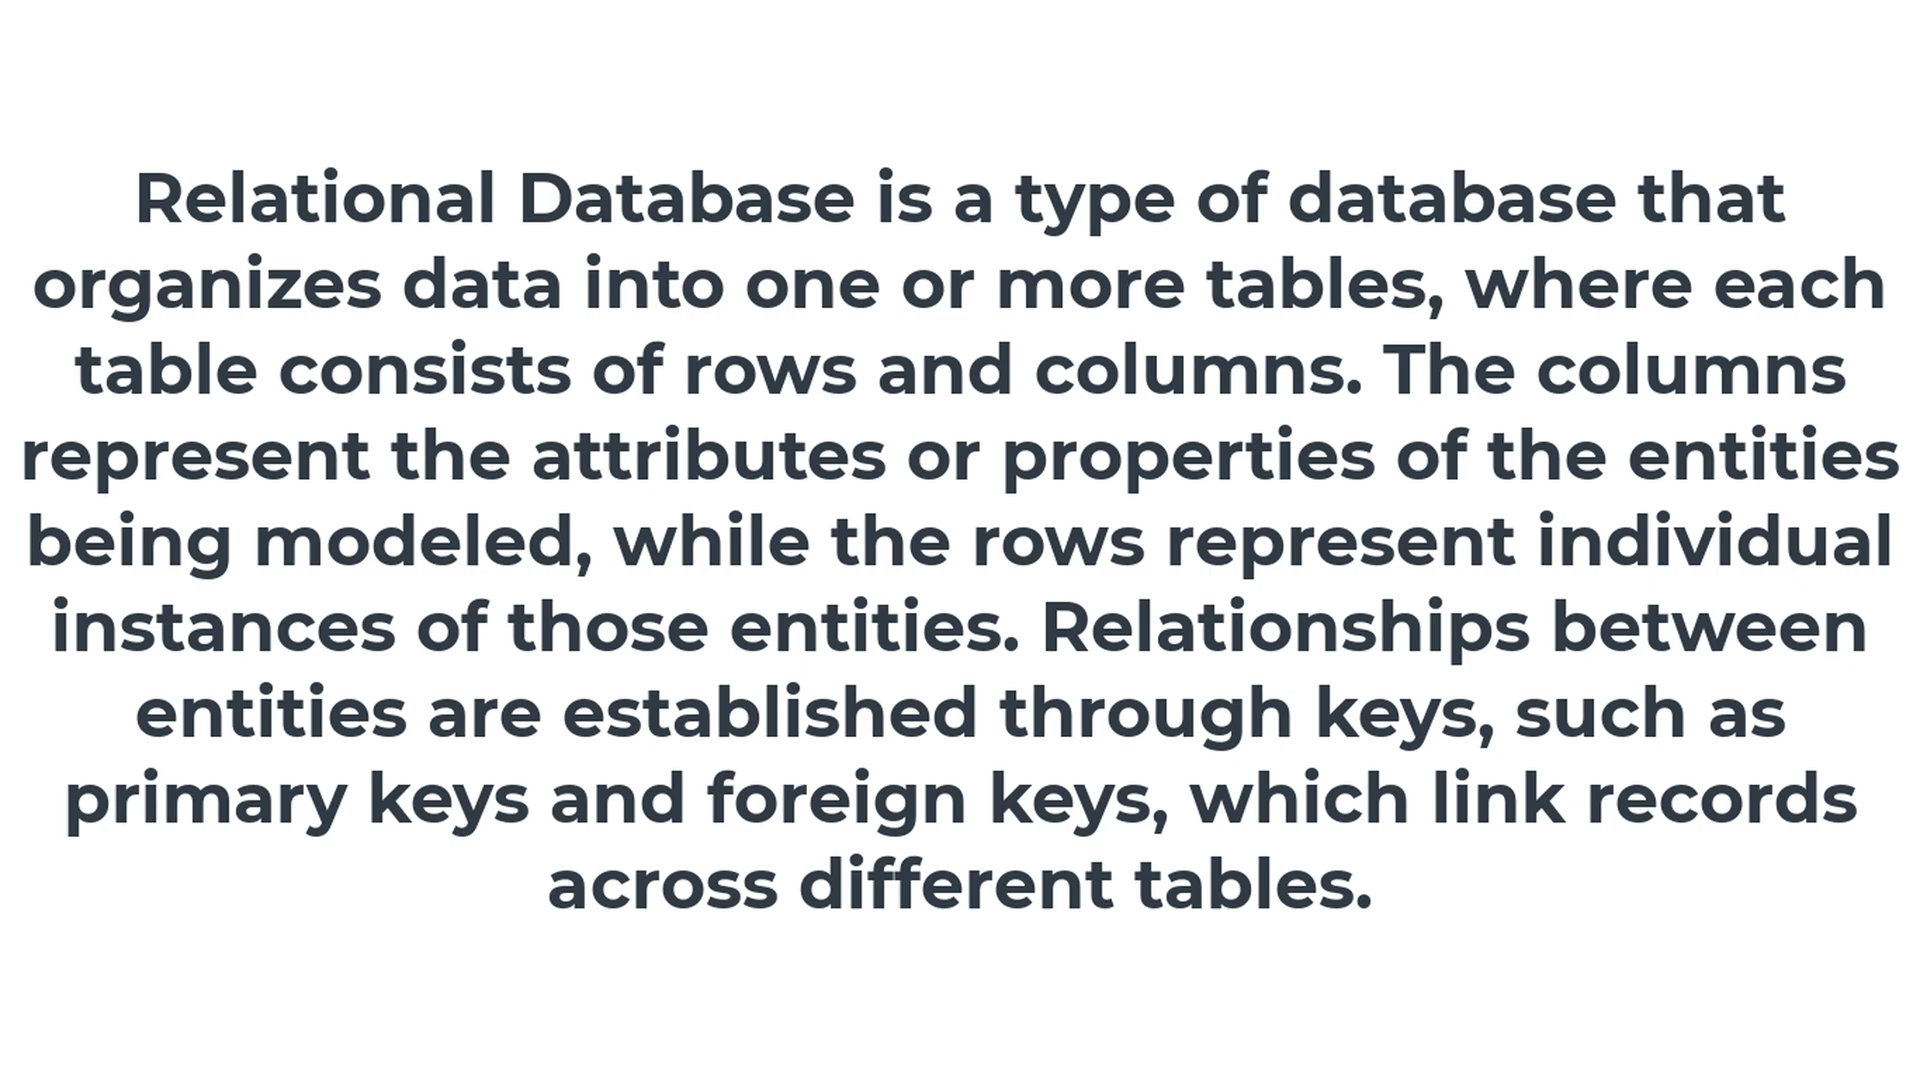 Relational Database is a type of database that
organizes data into one or more tables, where each
table consists of rows and columns. The columns
represent the attributes or properties of the entities
being modeled, while the rows represent individual
instances of those entities. Relationships between
entities are established through keys, such as
primary keys and foreign keys, which link records
across different tables.